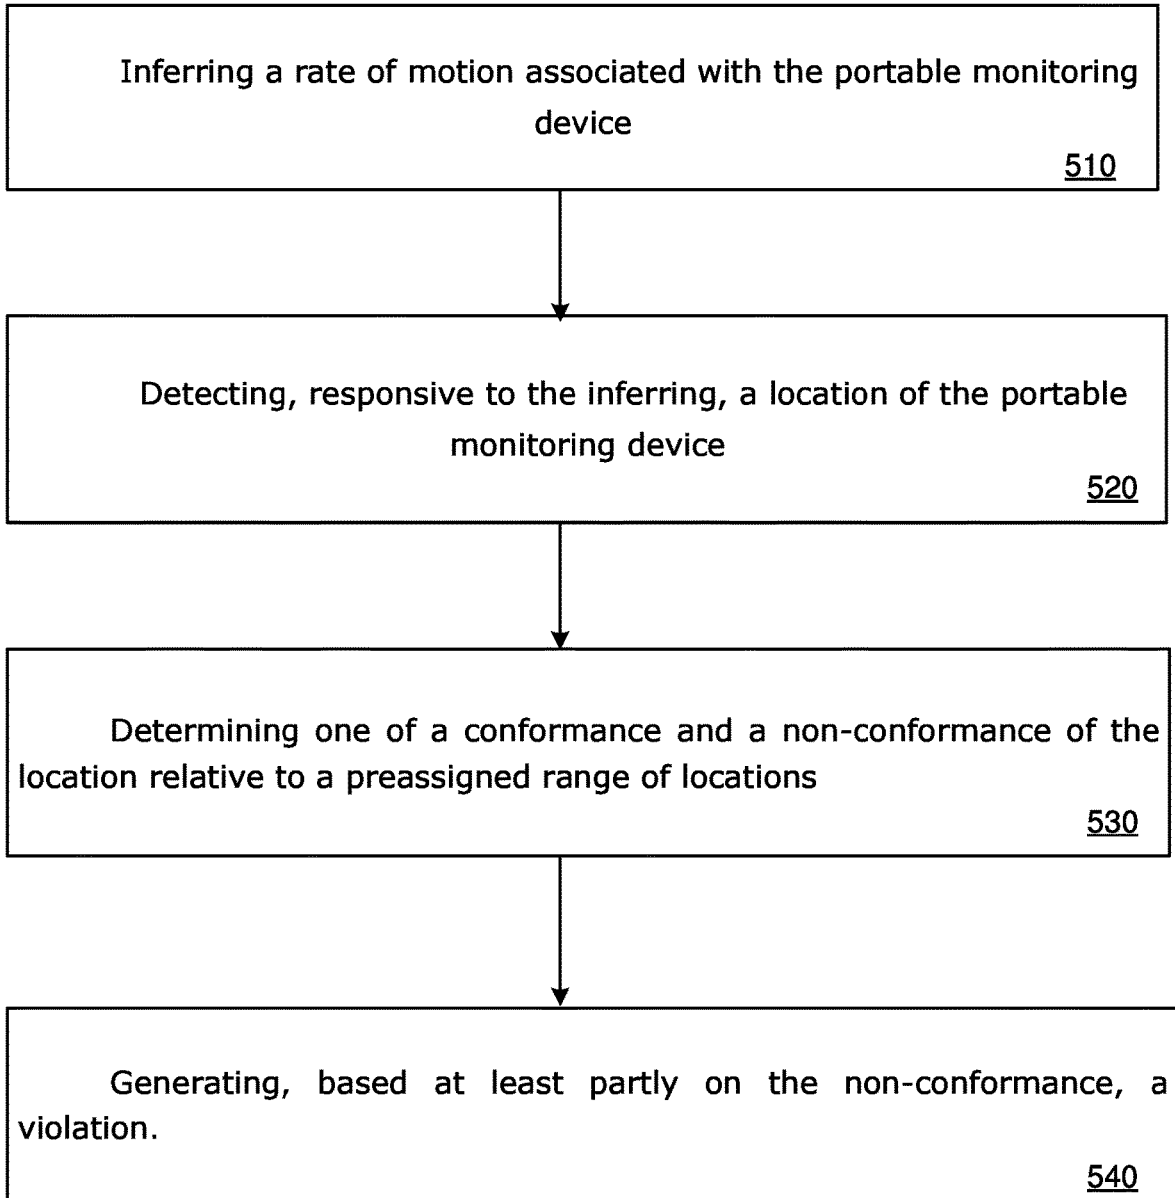 Inferring a rate of motion associated with the portable monitoring
device
510
Detecting, responsive to the inferring, a location of the portable
monitoring device
520
Determining one of a conformance and a non-conformance of the
location relative to a preassigned range of locations
530
Generating, based at least partly on the non-conformance, a
violation.
540